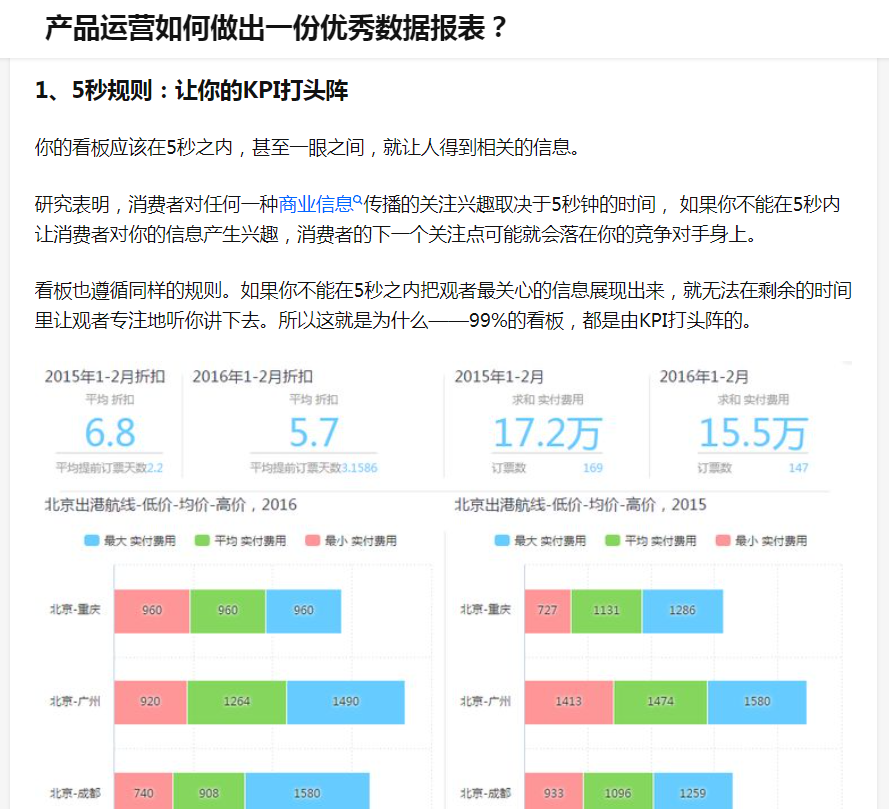 产品运营如何做出一份优秀数据报表？
1、5秒规则：让你的KPI打头阵
你的看板应该在5秒之内，甚至一眼之间，就让人得到相关的信息。
研究表明，消费者对任何一种商业信息传播的关注兴趣取决于5秒钟的时间， 如果你不能在5秒内
让消费者对你的信息产生兴趣，消费者的下一个关注点可能就会落在你的竞争对手身上。
看板也遵循同样的规则。如果你不能在5秒之内把观者最关心的信息展现出来，就无法在剩余的时间
里让观者专注地听你讲下去。所以这就是为什么——99%的看板，都是由KPI打头阵的。
2015年1-2月折扣 2016年1-2月折扣 2015年1-2月 2016年1-2月
平均 折扣 平均 折扣 求和 实付费用 求和 实付费用
6.8 5.7 17.2万 15.5万
平均提前订票天数2.2 平均提前订票天数3.1586 订票数 169 订票数 147
北京出港航线-低价-均价-高价，2016 北京出港航线-低价-均价-高价，2015
最大 实付费用 平均 实付费用 最小 实付费用 最大 实付费用 平均 实付费用 最小 实付费用
北京-重庆 960 960 960 北京-重庆 727 1131 1286
北京-广州 920 1264 1490 北京-广州 1413 1474 1580
北京-成都 740 908 1580 北京-成都 933 1096 1259